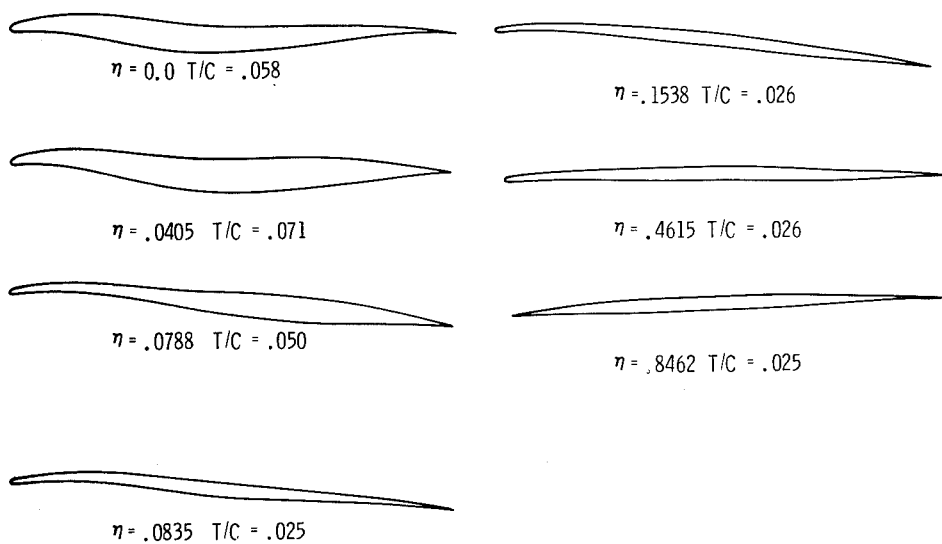 η = 0.0 T/C = .058
η = .0405 T/C = .071
η = .0788 T/C = .050
η = .0835 T/C = .025
η = .1538 T/C = .026
η = .4615 T/C = .026
η = .8462 T/C = .025